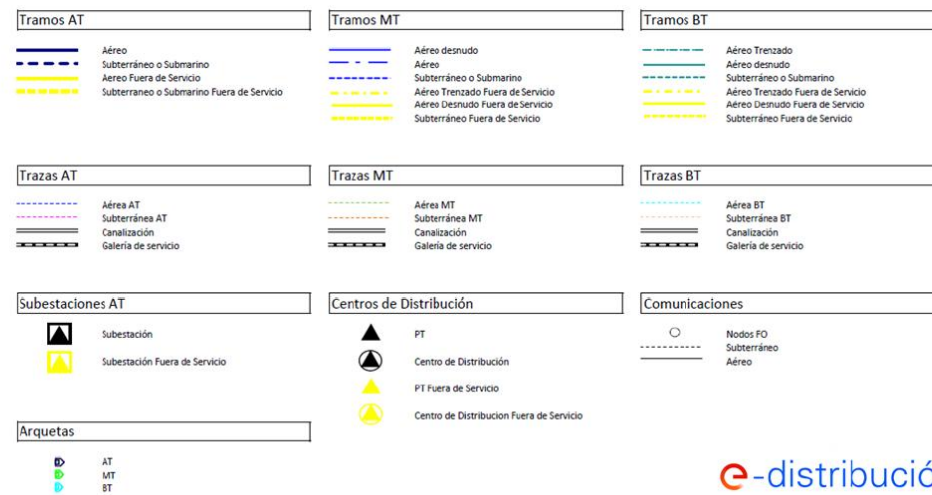 Tramos AT
Aéreo
Subterráneo o Submarino
Aereo Fuera de Servicio
Subterraneo o Submarino Fuera de Servicio
Tramos MT
Aéreo desnudo
Aéreo
Subterráneo o Submarino
Aéreo Trenzado Fuera de Servicio
Aéreo Desnudo Fuera de Servicio
Subterráneo Fuera de Servicio
Tramos BT
Aéreo Trenzado
Aéreo desnudo
Subterráneo o Submarino
Aéreo Trenzado Fuera de Servicio
Aéreo Desnudo Fuera de Servicio
Subterráneo Fuera de Servicio
Trazas AT
Aérea AT
Subterránea AT
Canalización
Galería de servicio
Trazas MT
Aérea MT
Subterránea MT
Canalización
Galería de servicio
Trazas BT
Aérea BT
Subterránea BT
Canalización
Galería de servicio
Subestaciones AT
Subestación
Subestación Fuera de Servicio
Centros de Distribución
PT
Centro de Distribución
PT Fuera de Servicio
Centro de Distribucion Fuera de Servicio
Comunicaciones
Nodos FO
Subterráneo
Aéreo
Arquetas
AT
MT
BT
e-distribució